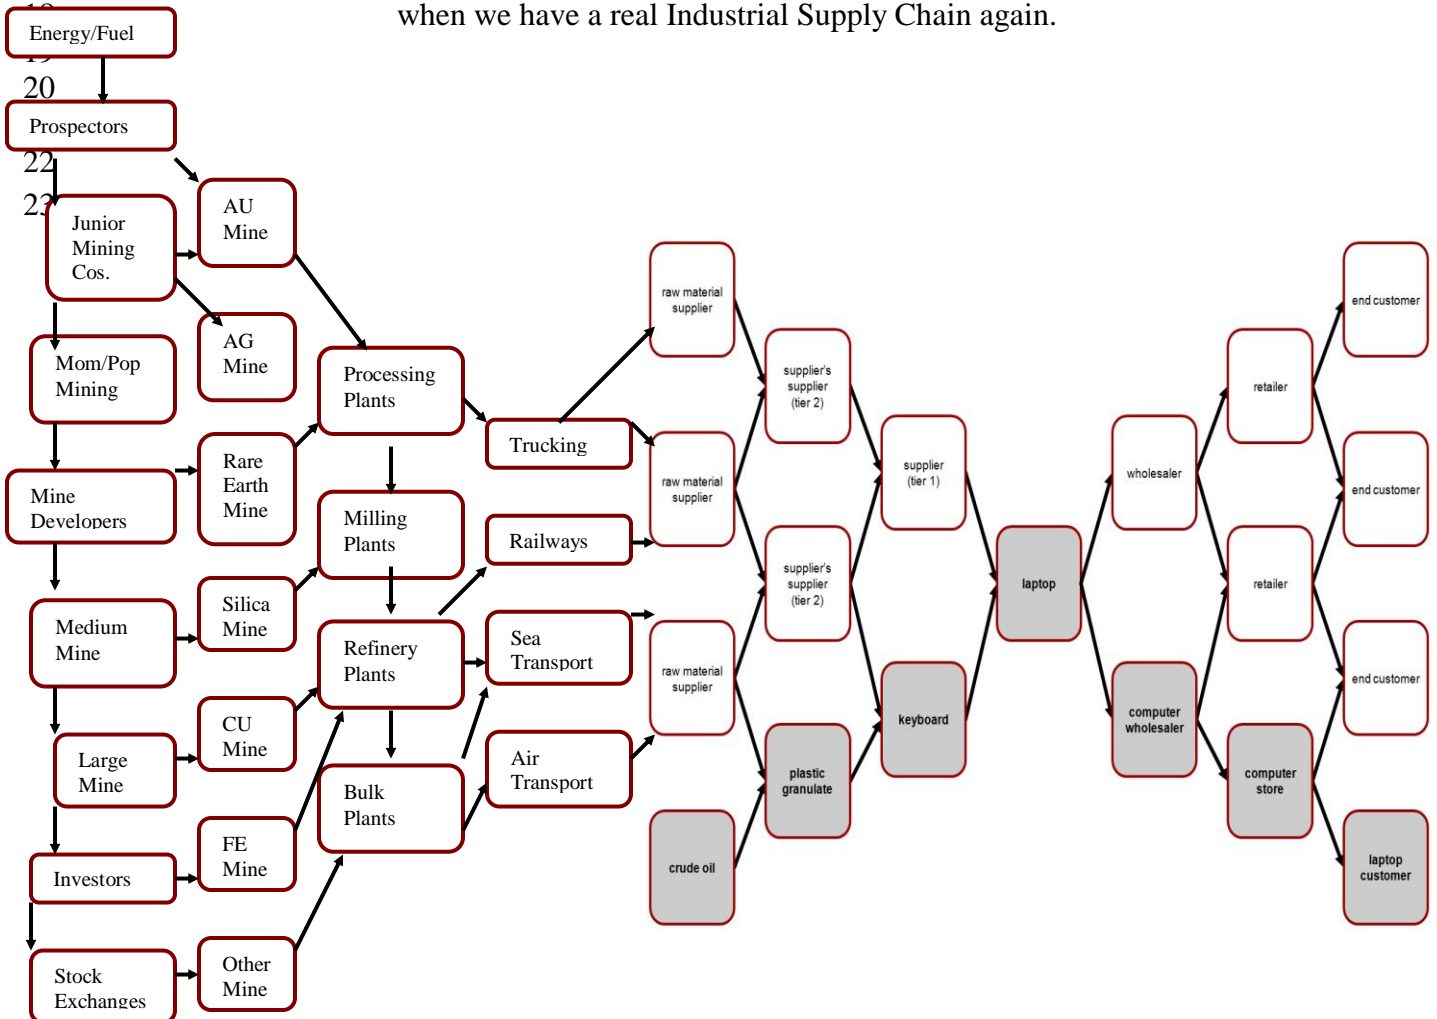 when we have a real Industrial Supply Chain again.
Energy/Fuel
20
Prospectors
22
23
Junior
Mining
Cos.
AU
Mine
AG
Mine
Mom/Pop
Mining
Processing
Plants
Rare
Earth
Mine
Mine
Developers
Trucking
Milling
Plants
Railways
Silica
Mine
Medium
Mine
Refinery
Plants
Sea
Transport
CU
Mine
Large
Mine
Air
Transport
Bulk
Plants
FE
Mine
Investors
Other
Mine
Stock
Exchanges
raw material
supplier
raw material
supplier
raw material
supplier
crude oil
supplier's
supplier
(tier 2)
supplier's
supplier
(tier 2)
plastic
granulate
supplier
(tier 1)
keyboard
laptop
wholesaler
computer
wholesaler
retailer
retailer
computer
store
end customer
end customer
end customer
laptop
customer